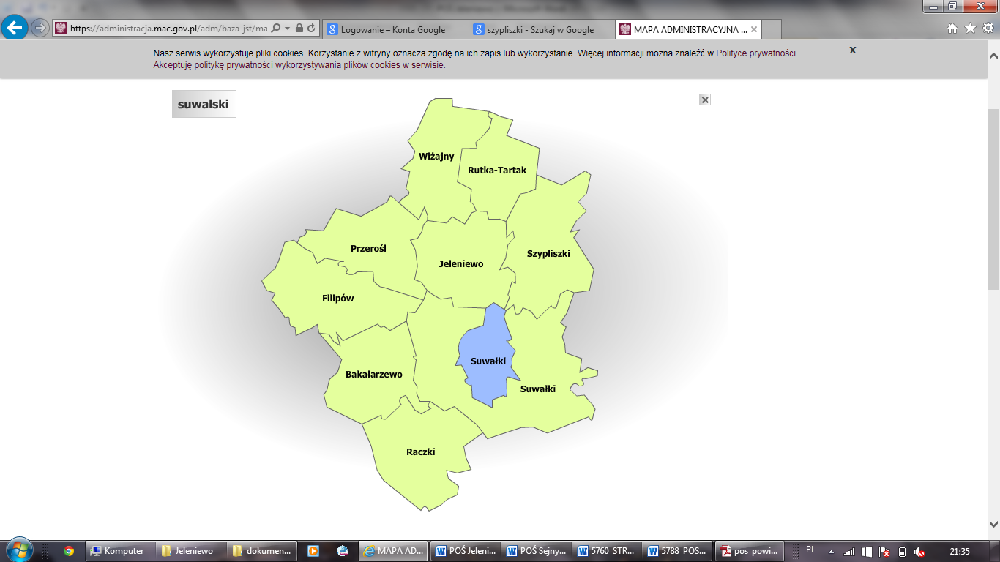 https://administracja.mac.gov.pl/adm/baza-jst/ma
Logowanie – Konta Google
szypliszki - Szukaj w Google
MAPA ADMINISTRACYJNA ...
Nasz serwis wykorzystuje pliki cookies. Korzystanie z witryny oznacza zgodę na ich zapis lub wykorzystanie. Więcej informacji można znaleźć w Polityce prywatności.
Akceptuję politykę prywatności wykorzystywania plików cookies w serwisie.
x
suwalski
Wiżajny
Rutka-Tartak
Przerośl
Szypliszki
Jeleniewo
Filipów
Suwałki
Bakałarzewo
Suwałki
Raczki
Komputer
Jeleniewo
dokumen...
MAPA AD...
POŚ Jeleni...
POŚ Sejny...
5760_STR...
5788_POS...
pos_powi...
PL
21:35